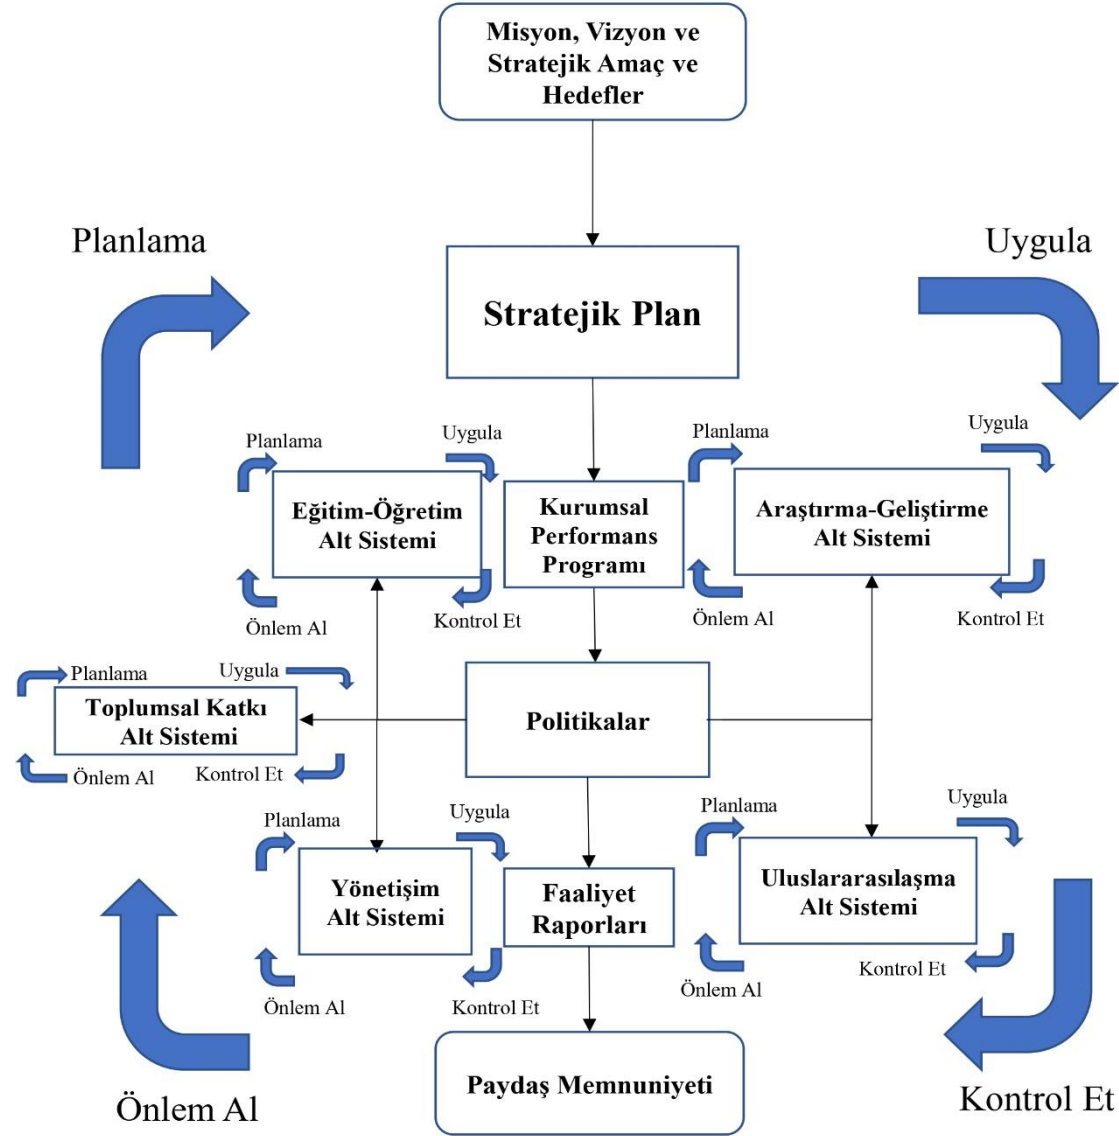 Misyon, Vizyon ve
Stratejik Amaç ve
Hedefler
Planlama
Uygula
Stratejik Plan
Planlama
Uygula
Eğitim-Öğretim
Alt Sistemi
Önlem Al
Kontrol Et
Kurumsal
Performans
Programı
Planlama
Uygula
Araştırma-Geliştirme
Alt Sistemi
Önlem Al
Kontrol Et
Planlama
Uygula
Toplumsal Katkı
Alt Sistemi
Önlem Al
Kontrol Et
Politikalar
Planlama
Uygula
Yönetişim
Alt Sistemi
Önlem Al
Kontrol Et
Faaliyet
Raporları
Planlama
Uygula
Uluslararasılaşma
Alt Sistemi
Önlem Al
Kontrol Et
Paydaş Memnuniyeti
Önlem Al
Kontrol Et